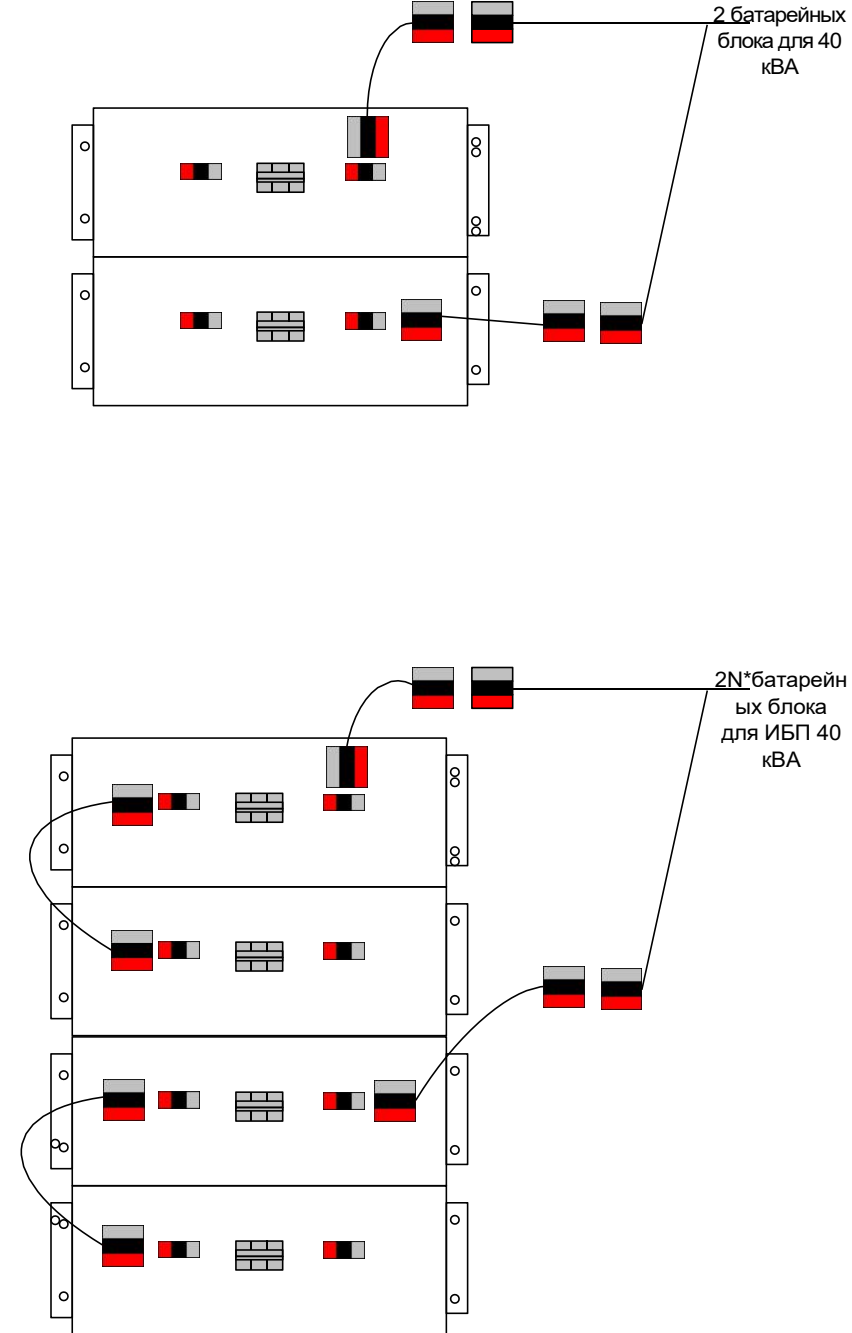 2 батарейных
блока для 40
кВА
2N*батарейн
ых блока
для ИБП 40
кВА